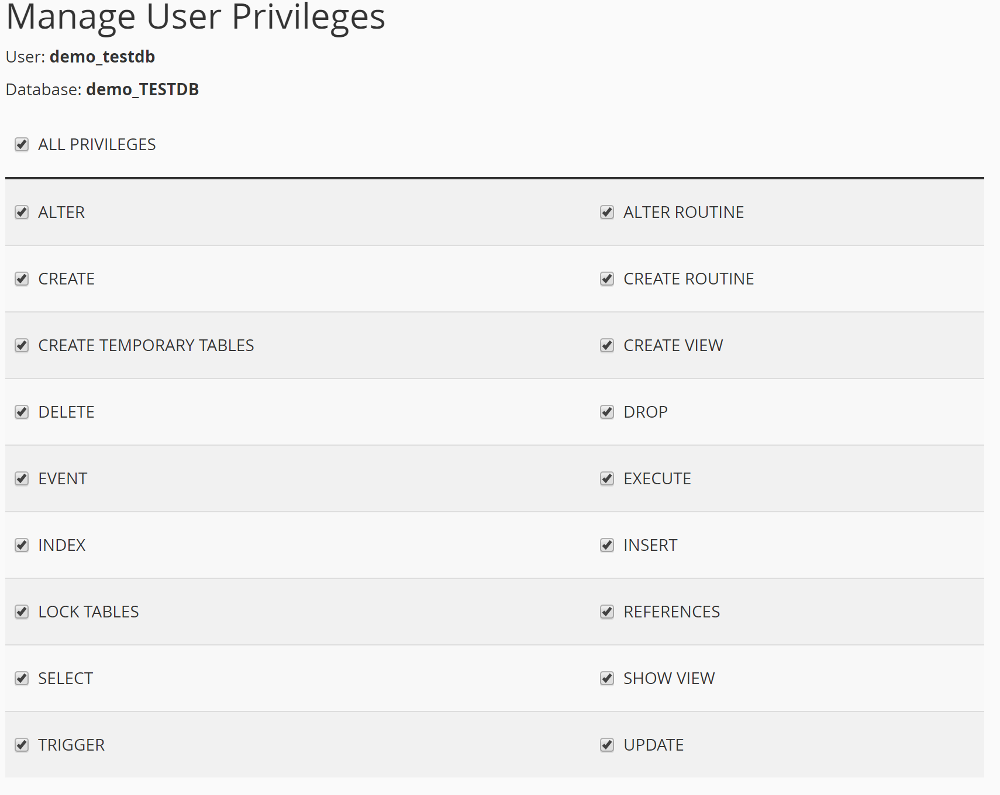 Manage User Privileges
User: demo_testdb
Database: demo_TESTDB
ALL PRIVILEGES
ALTER
ALTER ROUTINE
CREATE
CREATE ROUTINE
CREATE TEMPORARY TABLES
CREATE VIEW
DELETE
DROP
EVENT
EXECUTE
INDEX
INSERT
LOCK TABLES
REFERENCES
SELECT
SHOW VIEW
TRIGGER
UPDATE